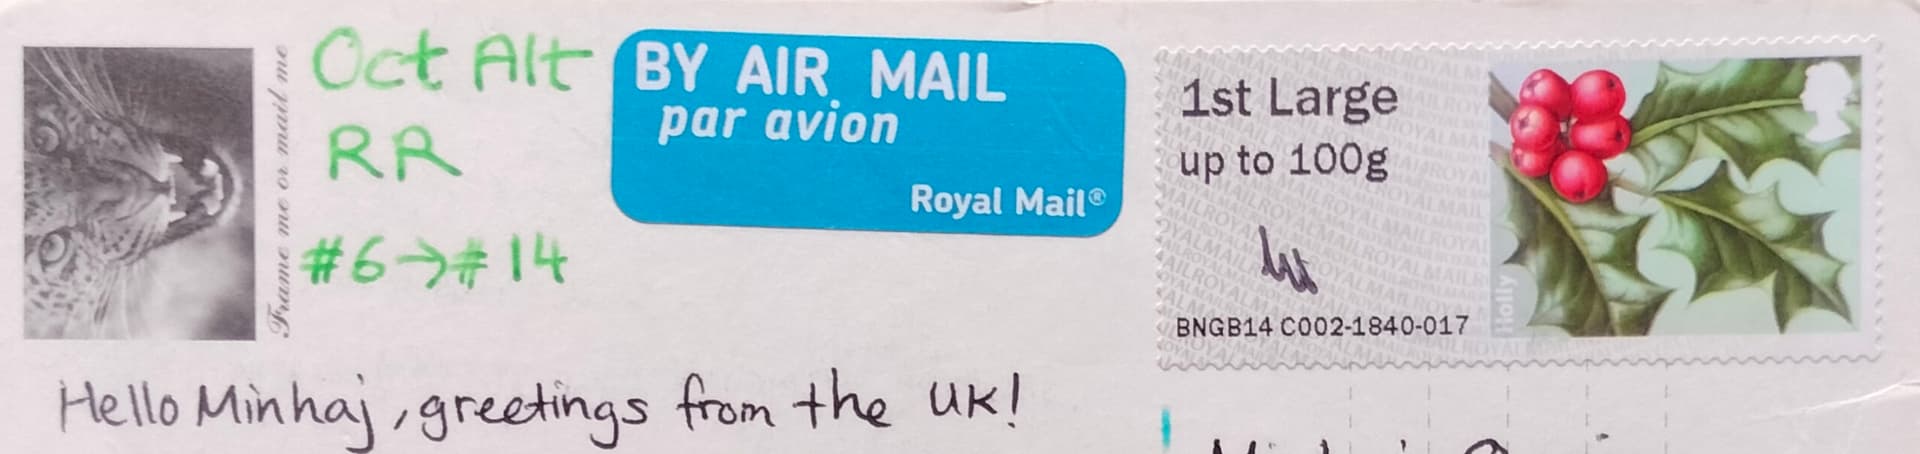 Frame me or mail me
Oct Alt
RR
#6→#14
BY AIR MAIL
par avion
Royal Mail®
1st Large
up to 100g
BNGB14 C002-1840-017
Holly
Hello Minhaj, greetings from the UK!